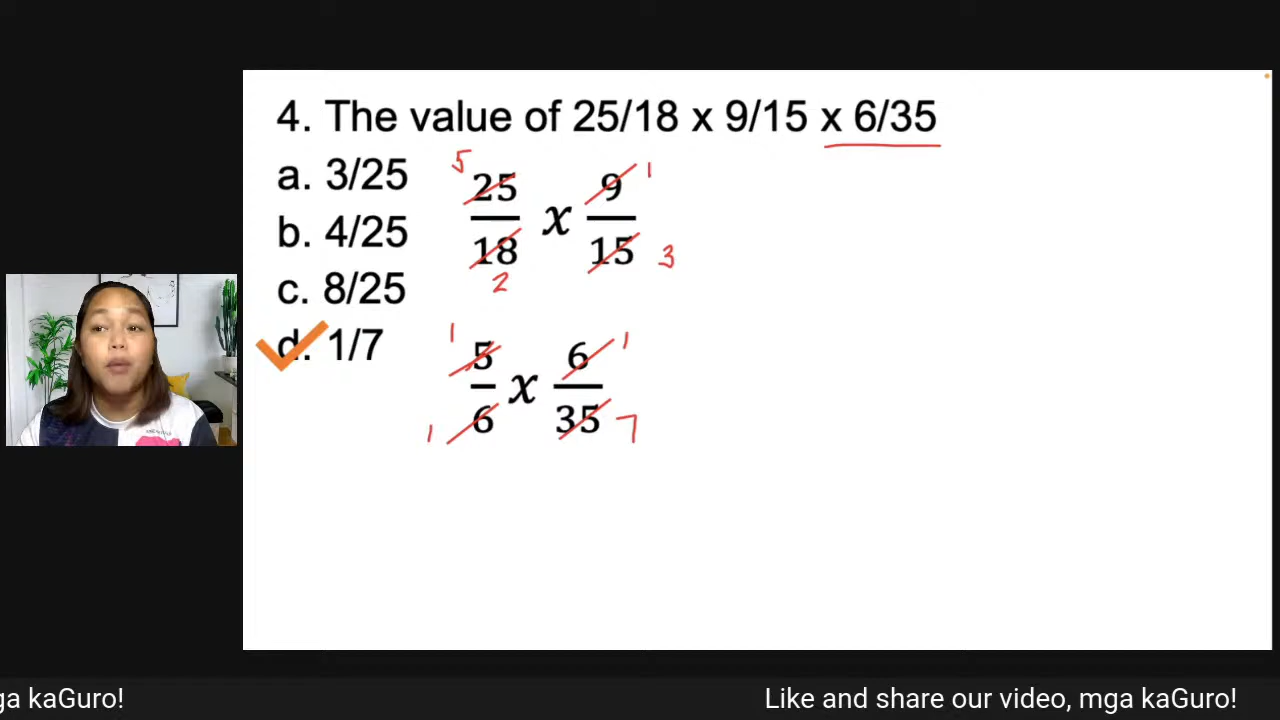 4. The value of 25/18 x 9/15 x 6/35
a. 3/25
b. 4/25
c. 8/25
d. 1/7
5 25 x 9 1
18 2 15 3
1 5 x 6 1
1 6 35 7
ga kaGuro!
Like and share our video, mga kaGuro!